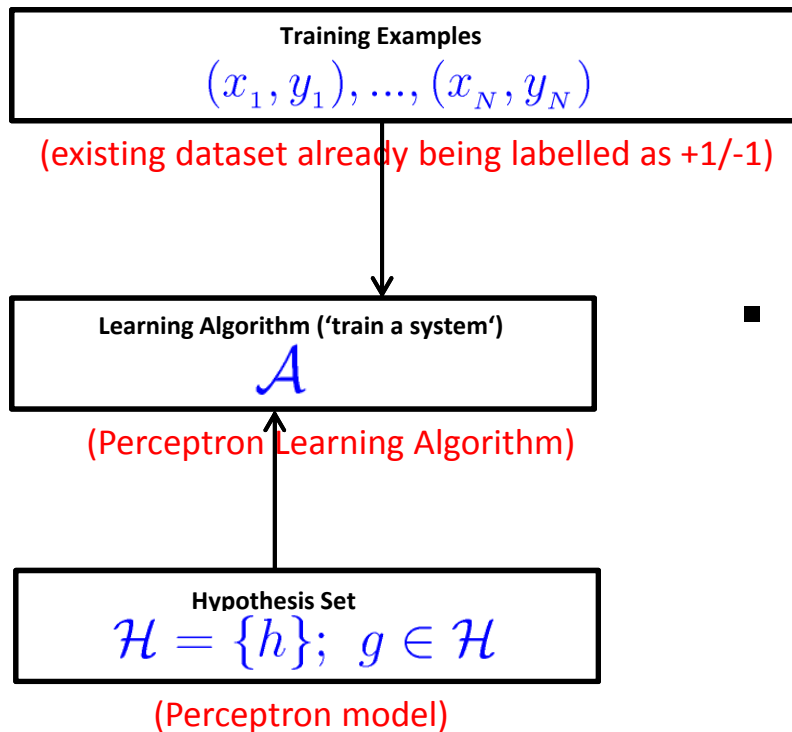 Training Examples
(x₁, y₁), ..., (x_N, y_N)
(existing dataset already being labelled as +1/-1)
Learning Algorithm (‘train a system‘)
𝒜
(Perceptron Learning Algorithm)
Hypothesis Set
ℋ = {h}; g ∈ ℋ
(Perceptron model)